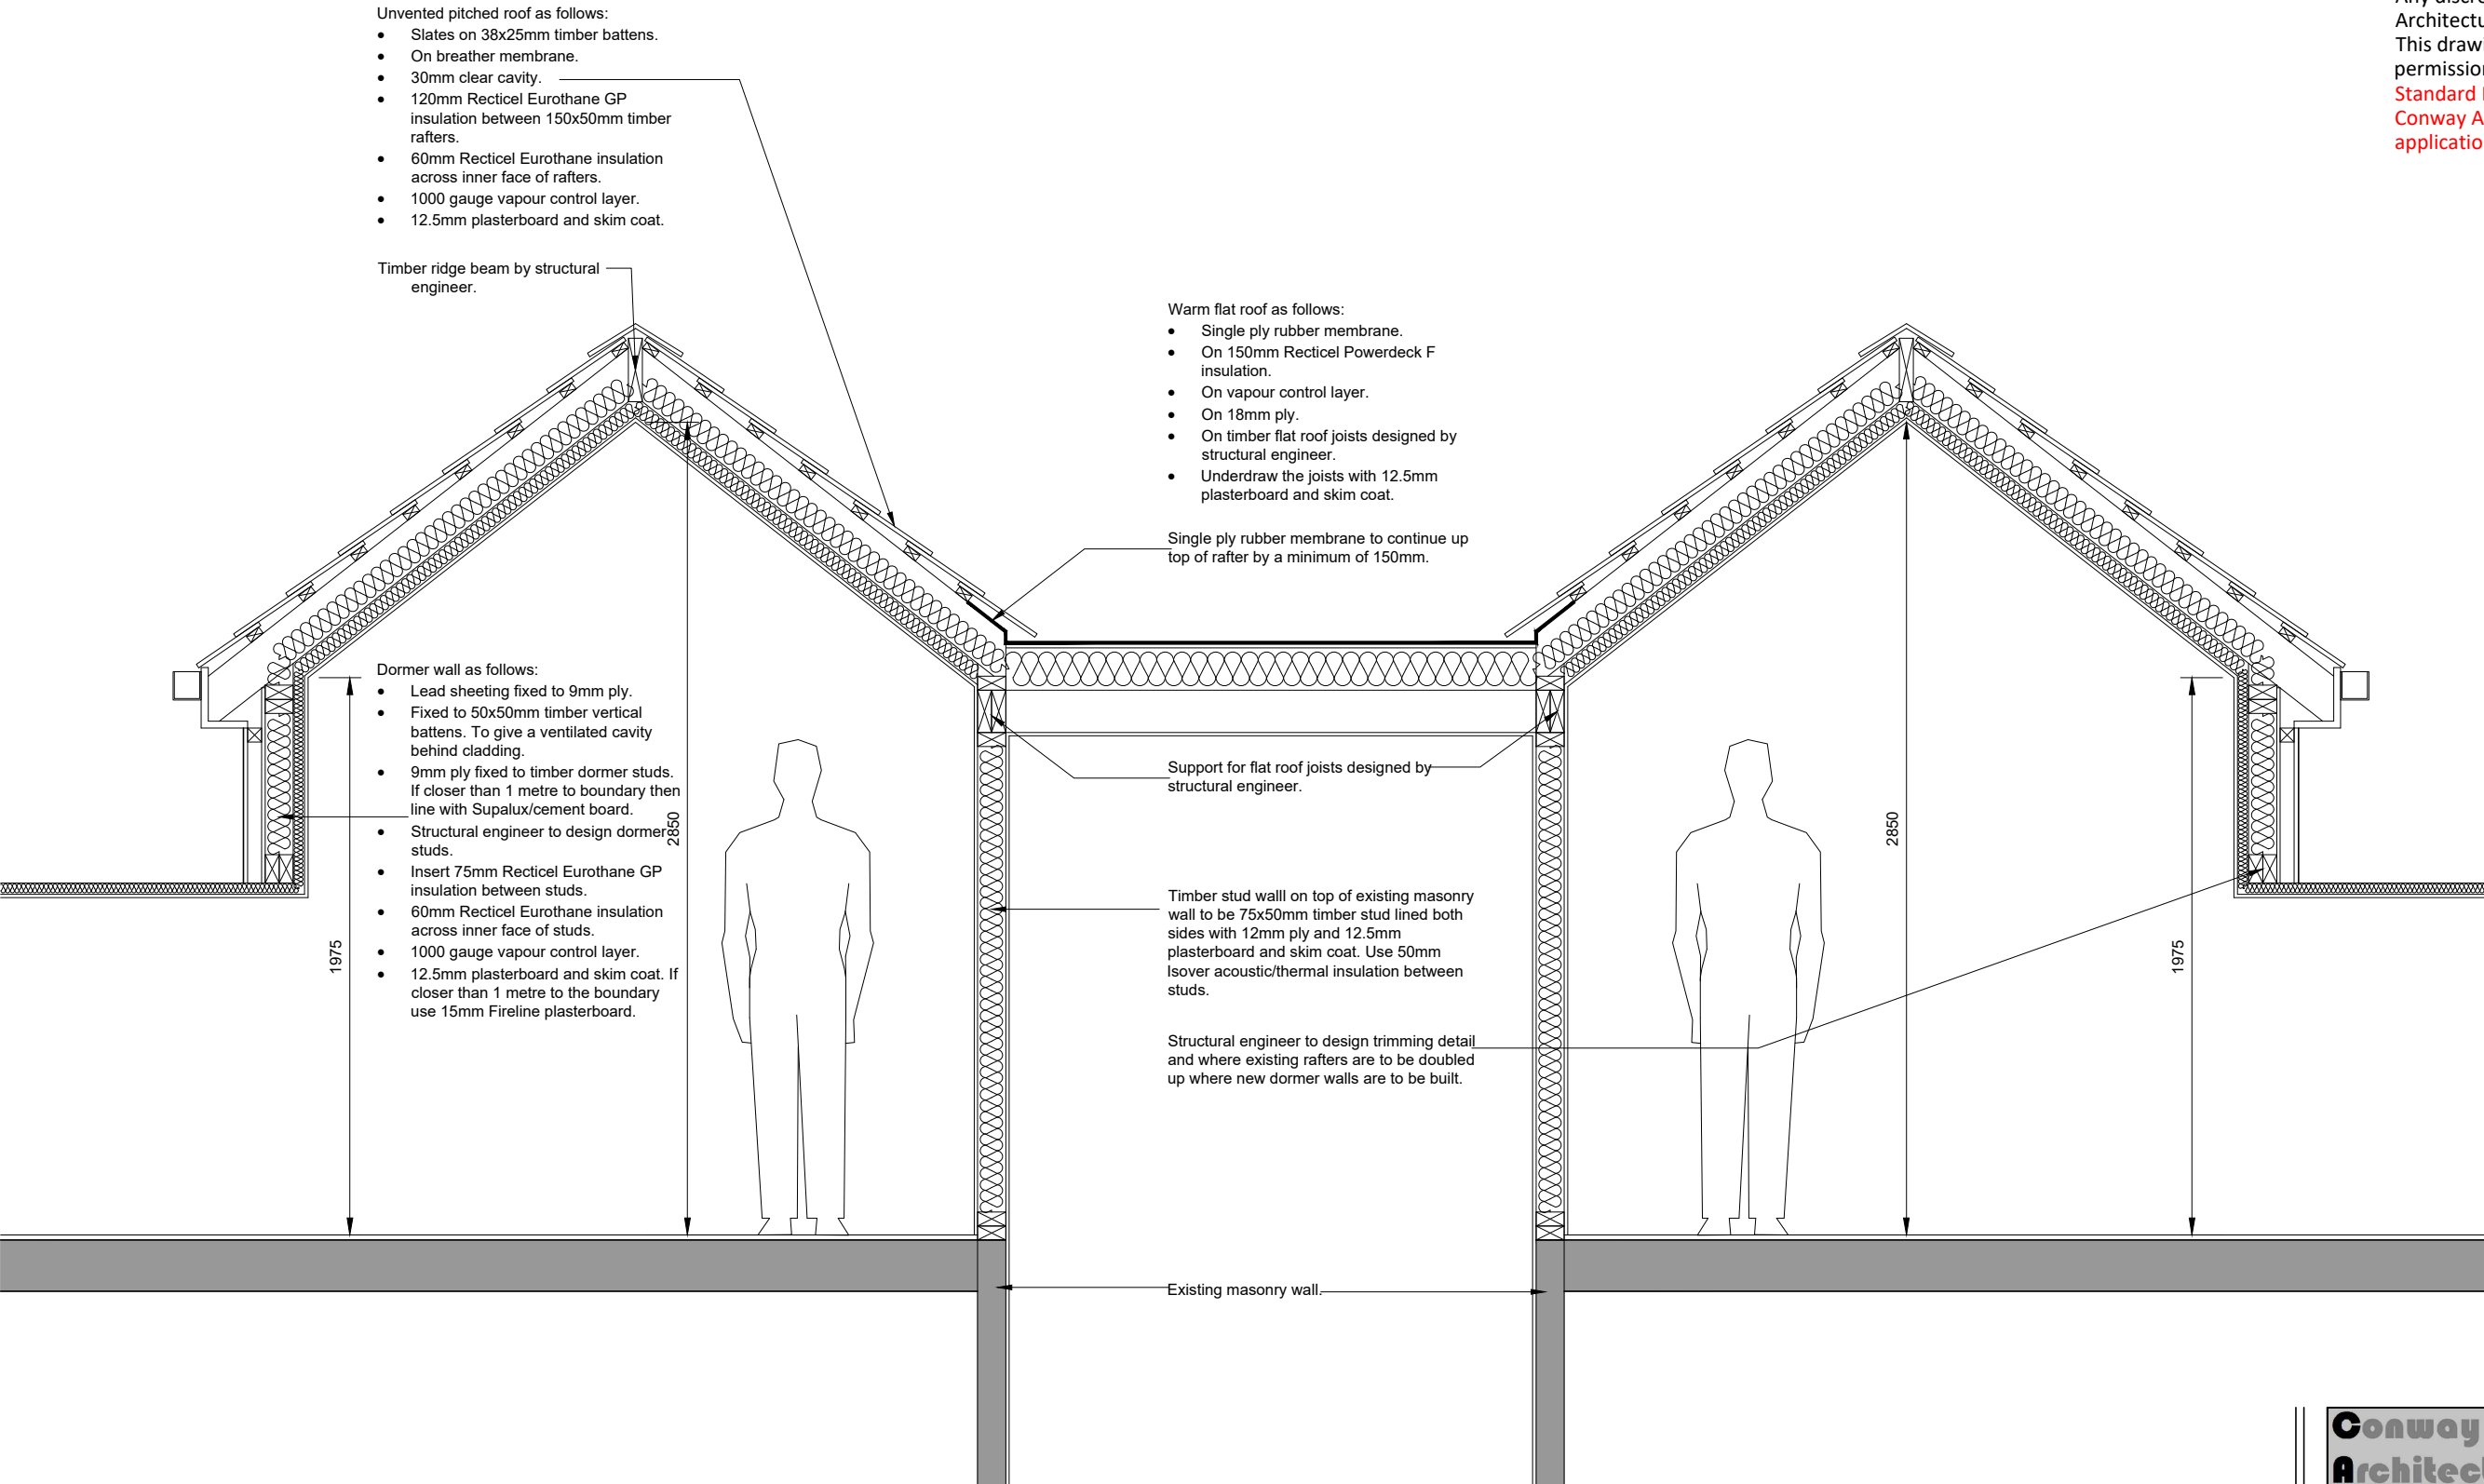 Unvented pitched roof as follows:
• Slates on 38x25mm timber battens.
• On breather membrane.
• 30mm clear cavity.
• 120mm Recticel Eurothane GP
insulation between 150x50mm timber
rafters.
• 60mm Recticel Eurothane insulation
across inner face of rafters.
• 1000 gauge vapour control layer.
• 12.5mm plasterboard and skim coat.
Timber ridge beam by structural
engineer.
Architectu
This draw
permission
Standard
Conway A
applicatio
Warm flat roof as follows:
• Single ply rubber membrane.
• On 150mm Recticel Powerdeck F
insulation.
• On vapour control layer.
• On 18mm ply.
• On timber flat roof joists designed by
structural engineer.
• Underdraw the joists with 12.5mm
plasterboard and skim coat.
Single ply rubber membrane to continue up
top of rafter by a minimum of 150mm.
Dormer wall as follows:
• Lead sheeting fixed to 9mm ply.
• Fixed to 50x50mm timber vertical
battens. To give a ventilated cavity
behind cladding.
• 9mm ply fixed to timber dormer studs.
If closer than 1 metre to boundary then
line with Supalux/cement board.
• Structural engineer to design dormer
studs.
• Insert 75mm Recticel Eurothane GP
insulation between studs.
• 60mm Recticel Eurothane insulation
across inner face of studs.
• 1000 gauge vapour control layer.
• 12.5mm plasterboard and skim coat. If
closer than 1 metre to the boundary
use 15mm Fireline plasterboard.
1975
2850
Support for flat roof joists designed by
structural engineer.
Timber stud walll on top of existing masonry
wall to be 75x50mm timber stud lined both
sides with 12mm ply and 12.5mm
plasterboard and skim coat. Use 50mm
Isover acoustic/thermal insulation between
studs.
Structural engineer to design trimming detail
and where existing rafters are to be doubled
up where new dormer walls are to be built.
Existing masonry wall.
2850
1975
Conway
Architec